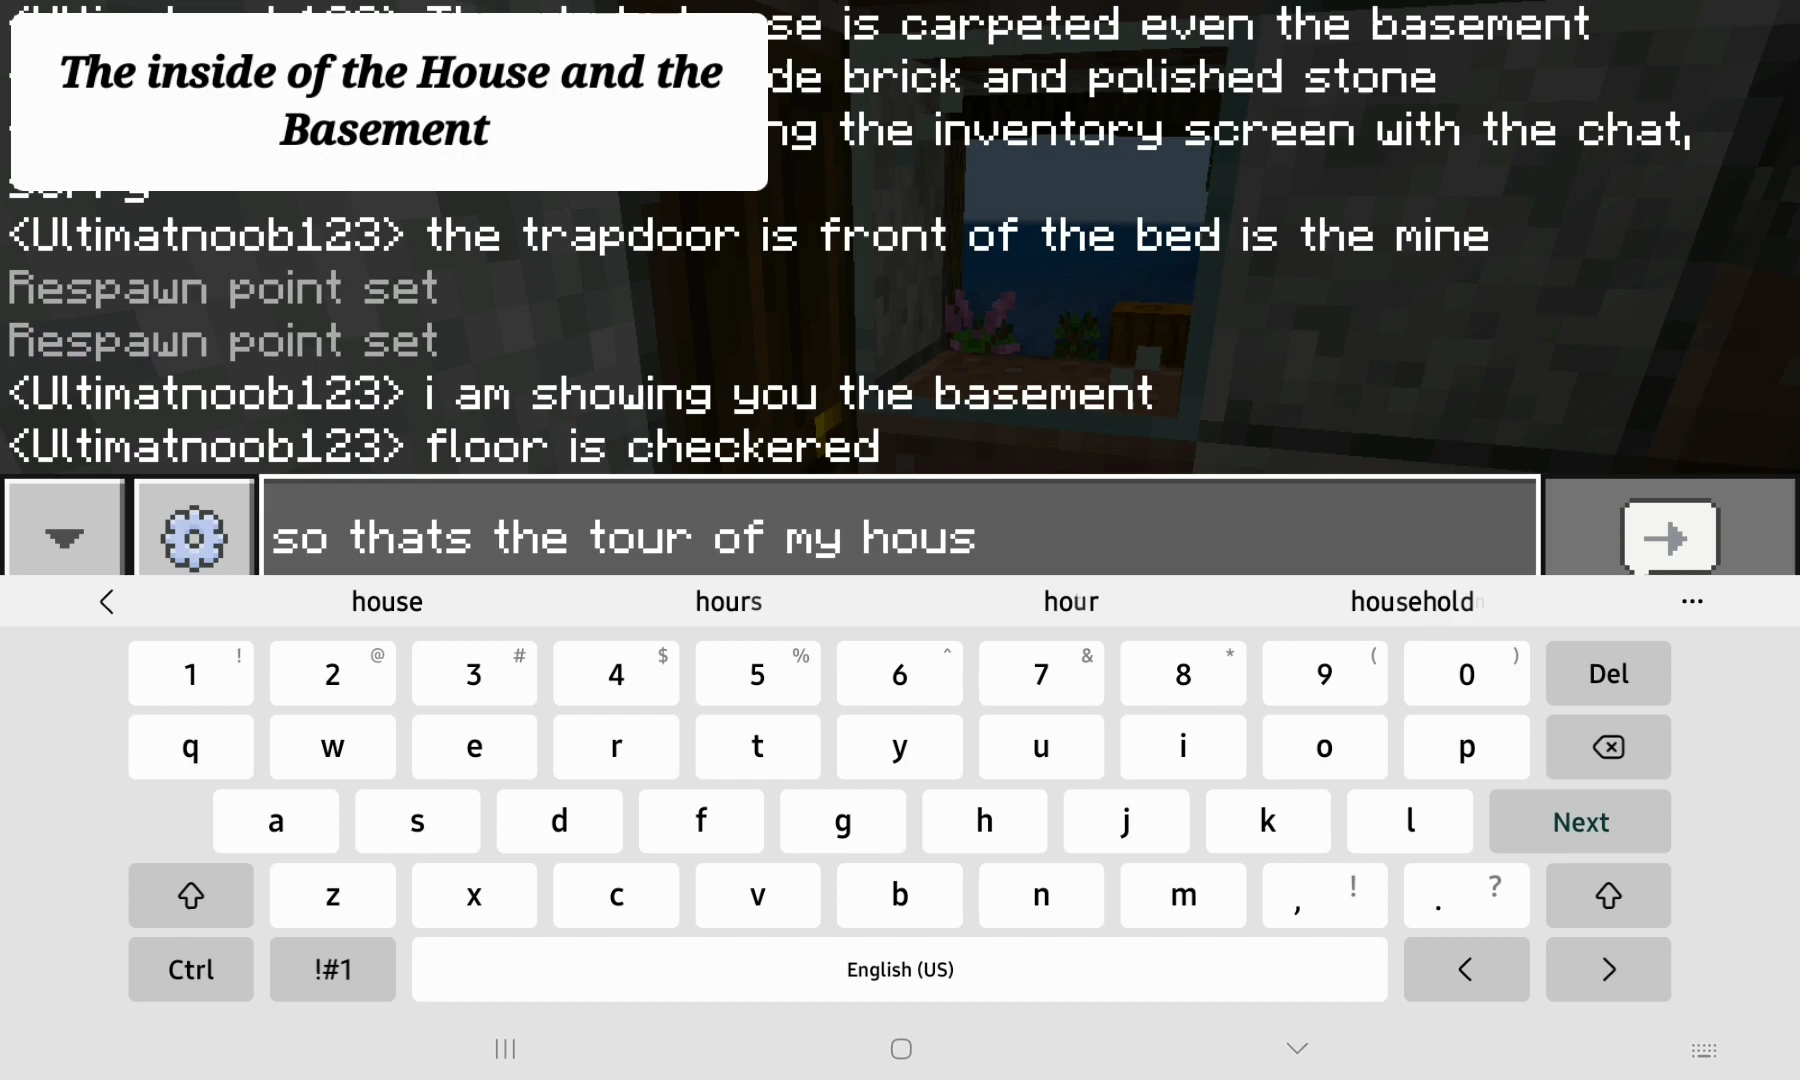 The inside of the House and the
Basement
se is carpeted even the basement
de brick and polished stone
ng the inventory screen with the chat,
<Ultimatnoob123> the trapdoor is front of the bed is the mine
Respawn point set
Respawn point set
<Ultimatnoob123> i am showing you the basement
<Ultimatnoob123> floor is checkered
so thats the tour of my hous
house hours hour household
1 ! 2 @ 3 # 4 $ 5 % 6 ^ 7 & 8 * 9 ( 0 ) Del
q w e r t y u i o p
a s d f g h j k l Next
z x c v b n m , ! . ?
Ctrl !#1 English (US) < >